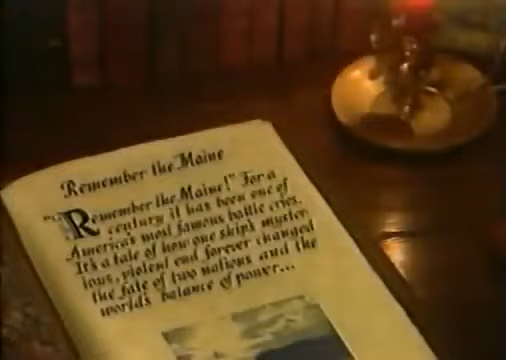 Remember the Maine
"Remember the Maine!" For a
century it has been one of
America's most famous battle cries.
It's a tale of how one ship's myster-
ious, violent end forever changed
the fate of two nations and the
world's balance of power...